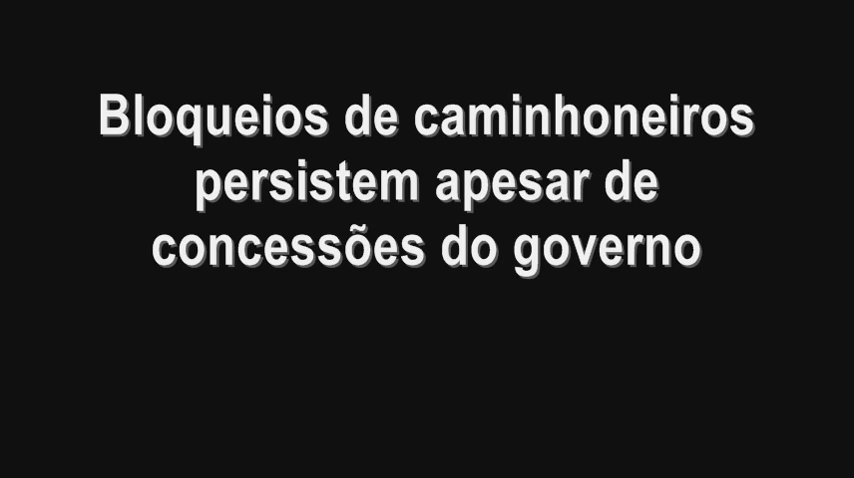 Bloqueios de caminhoneiros
persistem apesar de
concessões do governo